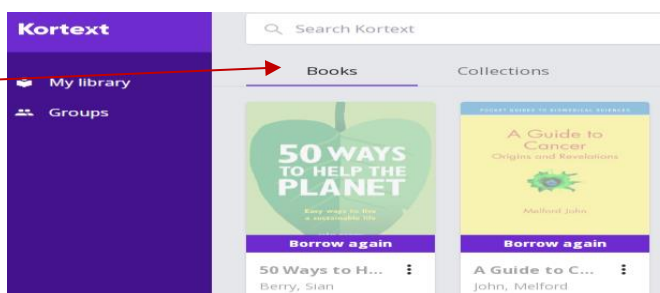 Kortext
Search Kortext
My library
Groups
Books
Collections
50 WAYS
TO HELP THE
PLANET
Easy ways to live
a sustainable life
Borrow again
50 Ways to H...
Berry, Sian
POCKET GUIDES TO BIOMEDICAL SCIENCES
A Guide to
Cancer
Origins and Revelations
Melford John
Borrow again
A Guide to C...
John, Melford